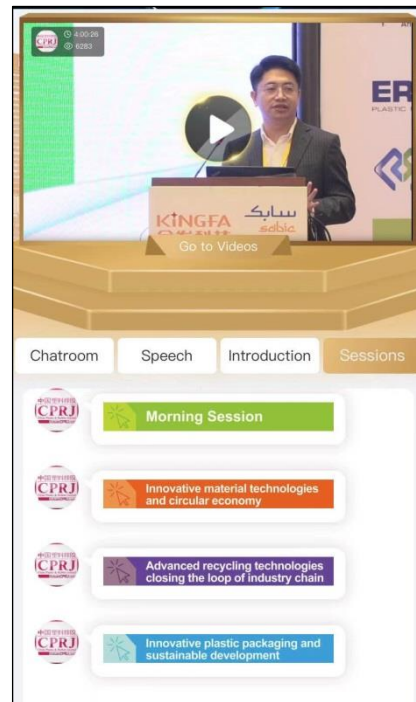 CPRJ
4:00:26
6283
ER
PLASTIC
KINGFA
سابك
sabic
Go to Videos
Chatroom
Speech
Introduction
Sessions
CPRJ
Morning Session
CPRJ
Innovative material technologies
and circular economy
CPRJ
Advanced recycling technologies
closing the loop of industry chain
CPRJ
Innovative plastic packaging and
sustainable development